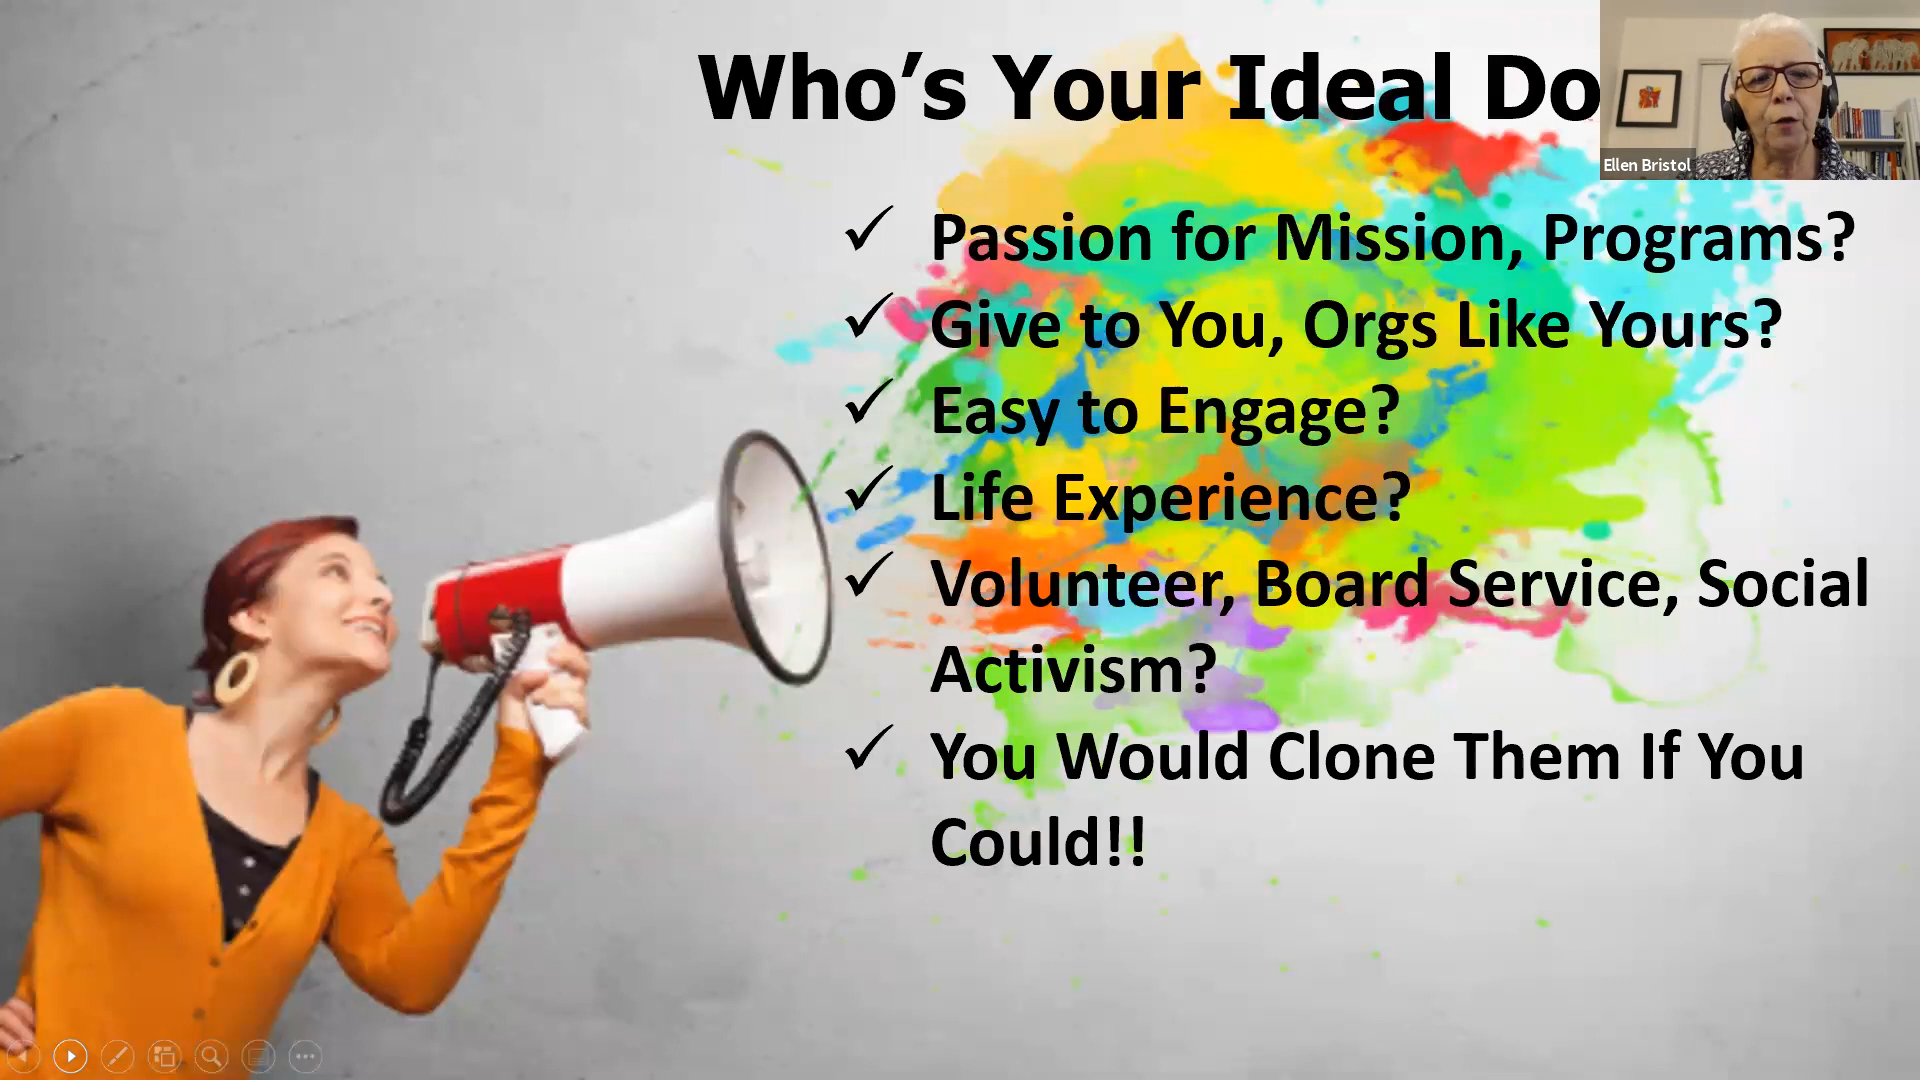 Who’s Your Ideal Do
Ellen Bristol
✓ Passion for Mission, Programs?
✓ Give to You, Orgs Like Yours?
✓ Easy to Engage?
✓ Life Experience?
✓ Volunteer, Board Service, Social
Activism?
✓ You Would Clone Them If You
Could!!